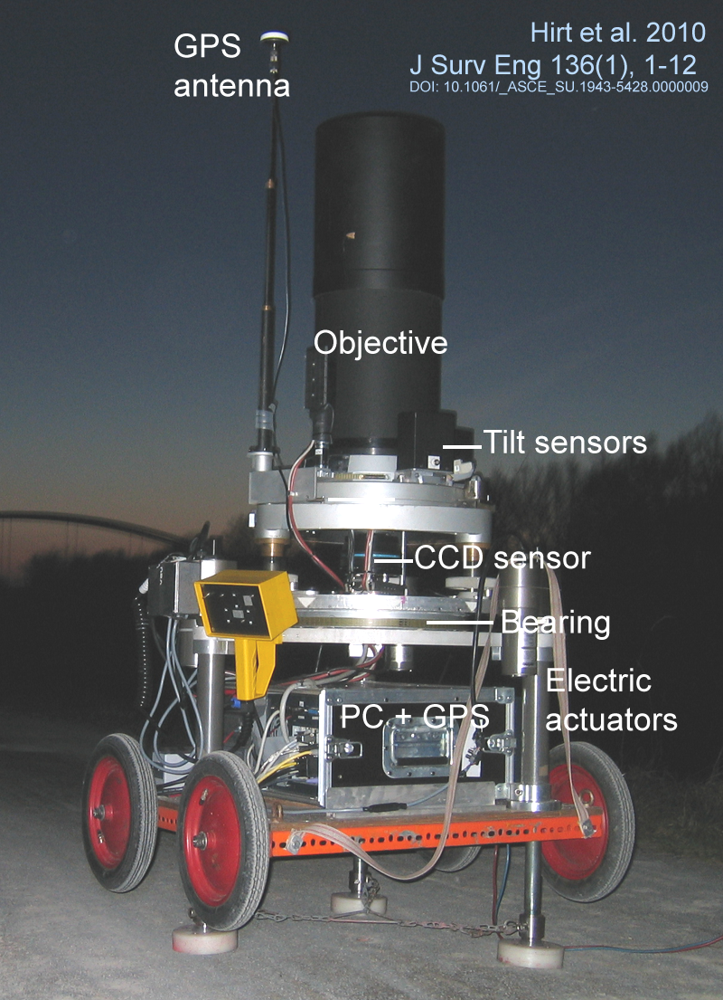 GPS
antenna
Hirt et al. 2010
J Surv Eng 136(1), 1-12
DOI: 10.1061/_ASCE_SU.1943-5428.0000009
Objective
Tilt sensors
CCD sensor
Bearing
Electric
actuators
PC + GPS